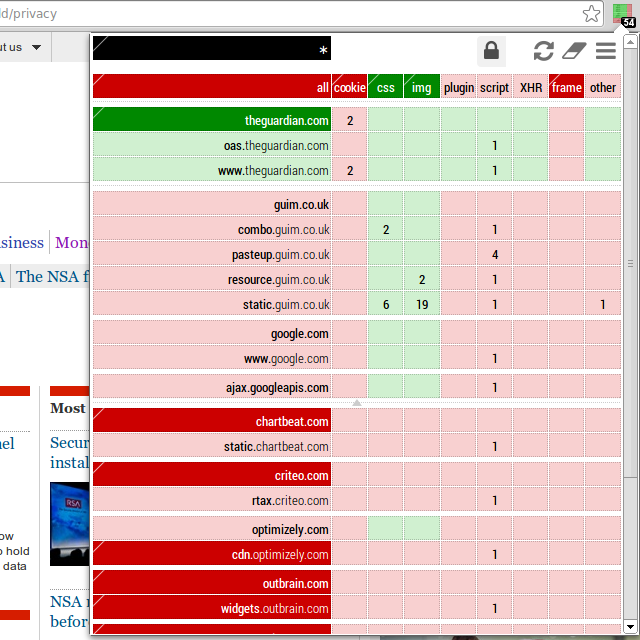 ld/privacy
54
ut us
*
all cookie css img plugin script XHR frame other
theguardian.com 2
oas.theguardian.com 1
www.theguardian.com 2 1
guim.co.uk
combo.guim.co.uk 2 1
pasteup.guim.co.uk 4
resource.guim.co.uk 2 1
static.guim.co.uk 6 19 1 1
google.com
www.google.com 1
ajax.googleapis.com 1
chartbeat.com
static.chartbeat.com 1
criteo.com
rtax.criteo.com 1
optimizely.com
cdn.optimizely.com 1
outbrain.com
widgets.outbrain.com 1
siness Mon
A The NSA f
Most
nel
Secur
instal
RSA
ow
o hold
data
NSA
befor